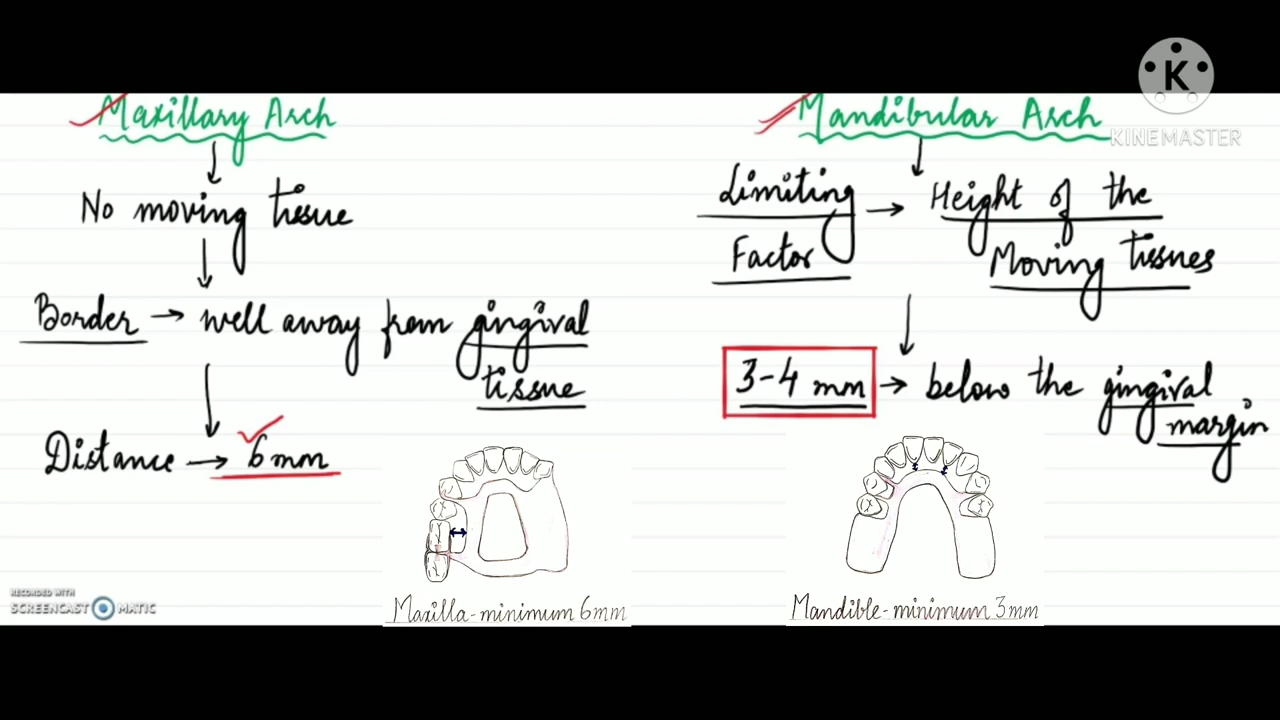 Maxillary Arch
No moving tissue
Border → well away from gingival
tissue
Distance → 6mm
Maxilla-minimum 6mm
Mandibular Arch
Limiting → Height of the
Factor Moving tissues
3-4 mm → below the gingival
margin
Mandible-minimum 3mm
K
KINEMASTER
RECORDED WITH
SCREENCAST MATIC